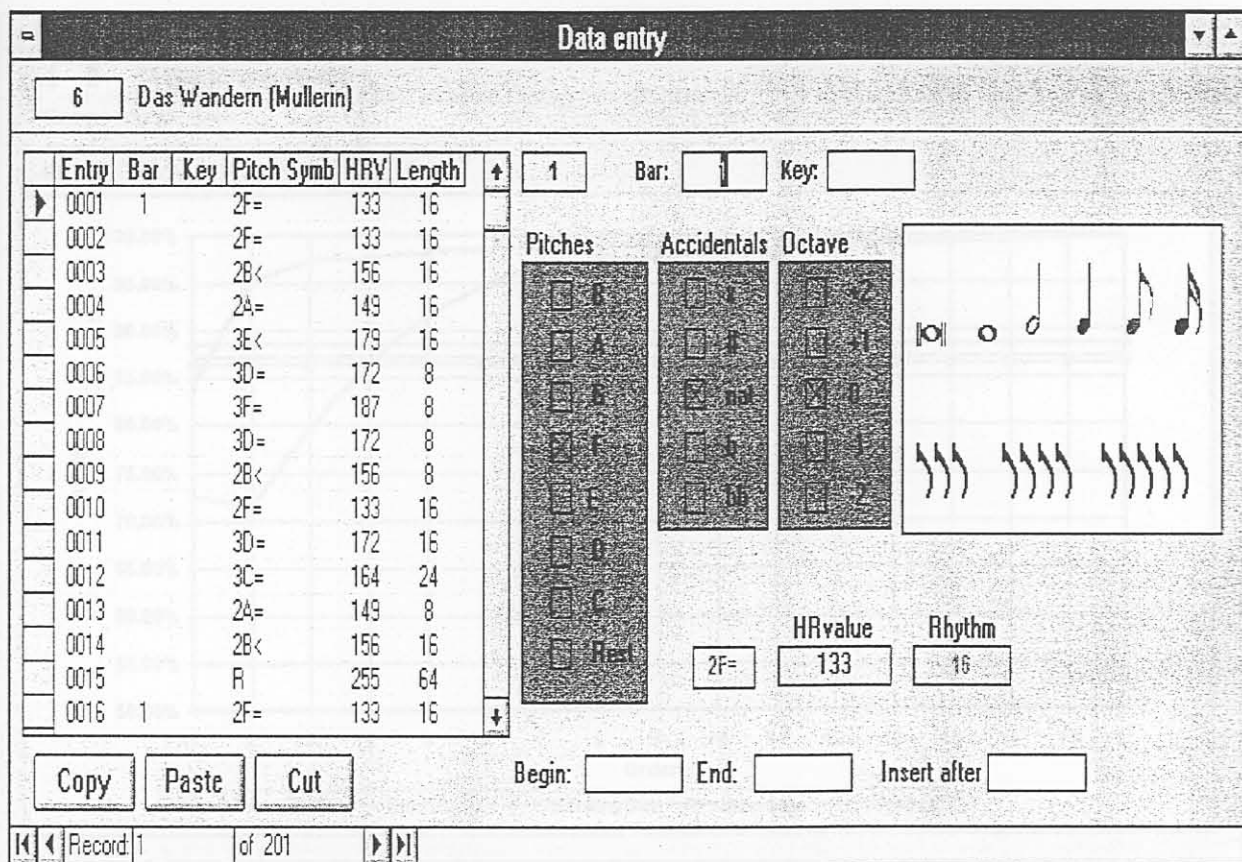 Data entry
6 Das Wandern (Mullerin)
Entry Bar Key Pitch Symb HRV Length
0001 1 2F= 133 16
0002 2F= 133 16
0003 2B< 156 16
0004 2A= 149 16
0005 3E< 179 16
0006 3D= 172 8
0007 3F= 187 8
0008 3D= 172 8
0009 2B< 156 8
0010 2F= 133 16
0011 3D= 172 16
0012 3C= 164 24
0013 2A= 149 8
0014 2B< 156 16
0015 R 255 64
0016 2F= 133 16
1 Bar: 1 Key:
Pitches
B
A
G
F
E
D
C
Rest
Accidentals
x
#
nat
b
bb
Octave
+2
+1
0
-1
-2
HRvalue Rhythm
2F= 133 16
Copy Paste Cut
Begin: End: Insert after
Record: 1 of 201